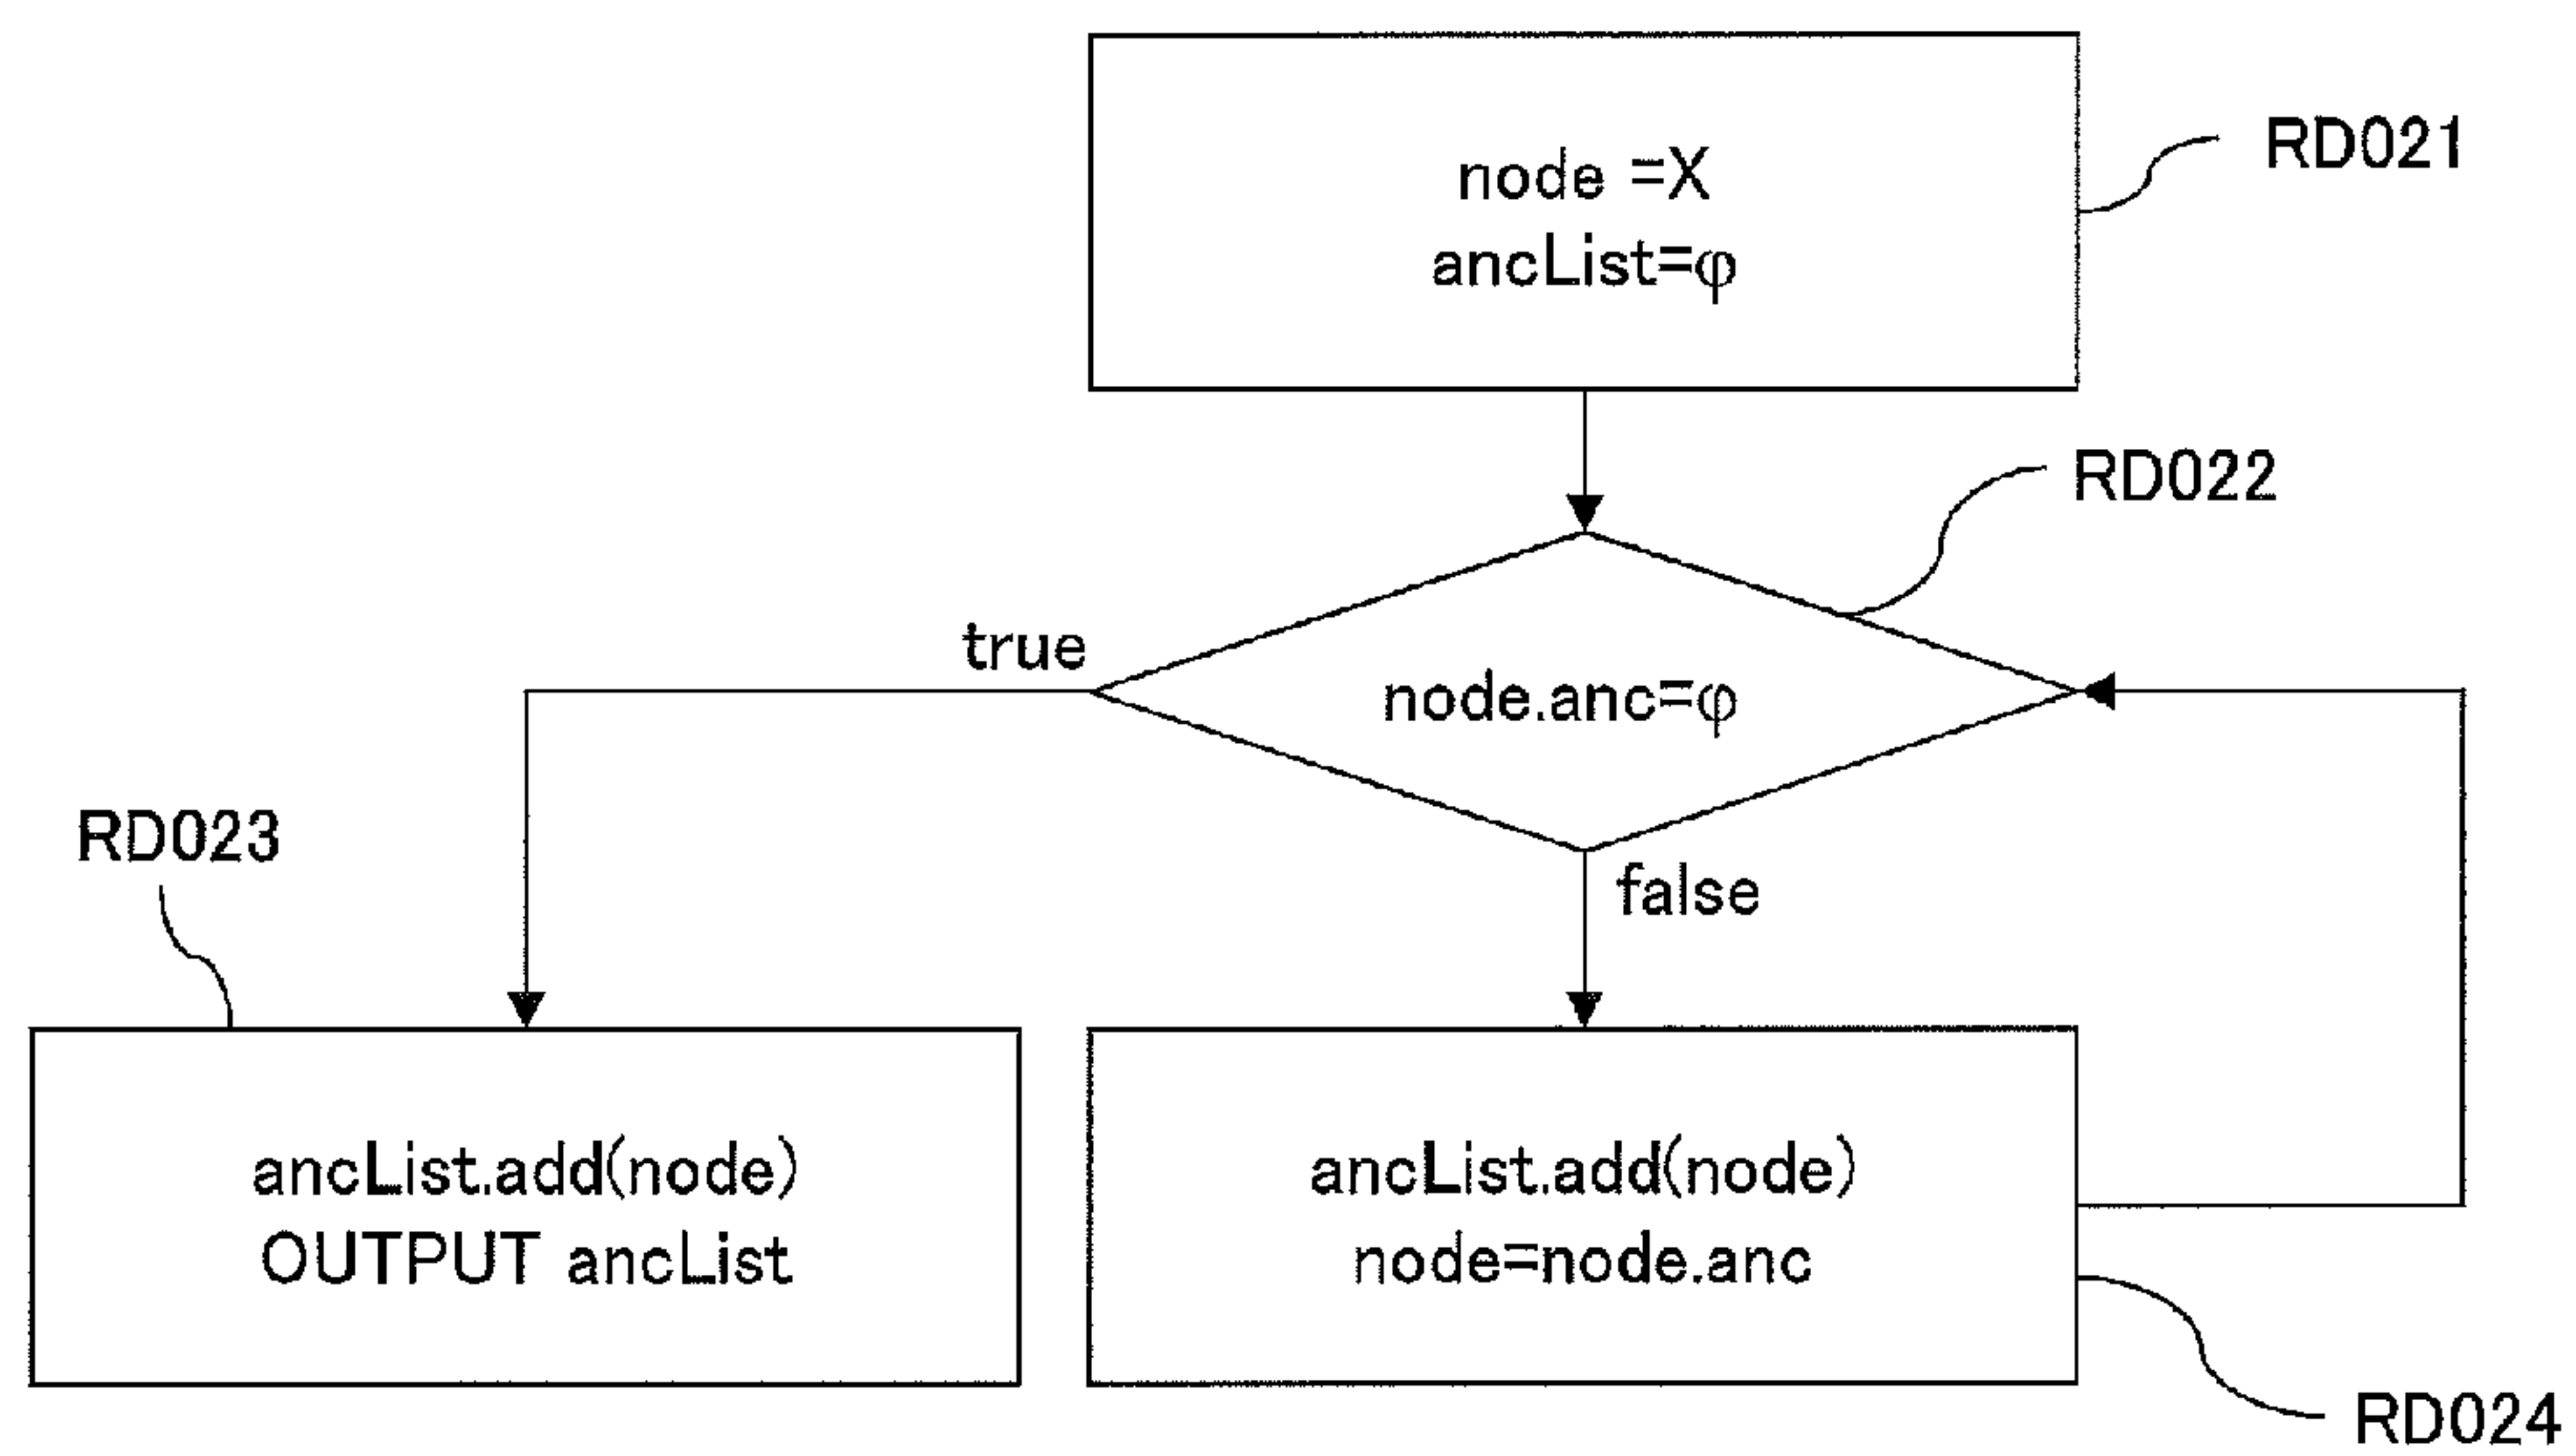 node =X
ancList=φ
RD021
RD022
true
node.anc=φ
false
RD023
ancList.add(node)
OUTPUT ancList
ancList.add(node)
node=node.anc
RD024